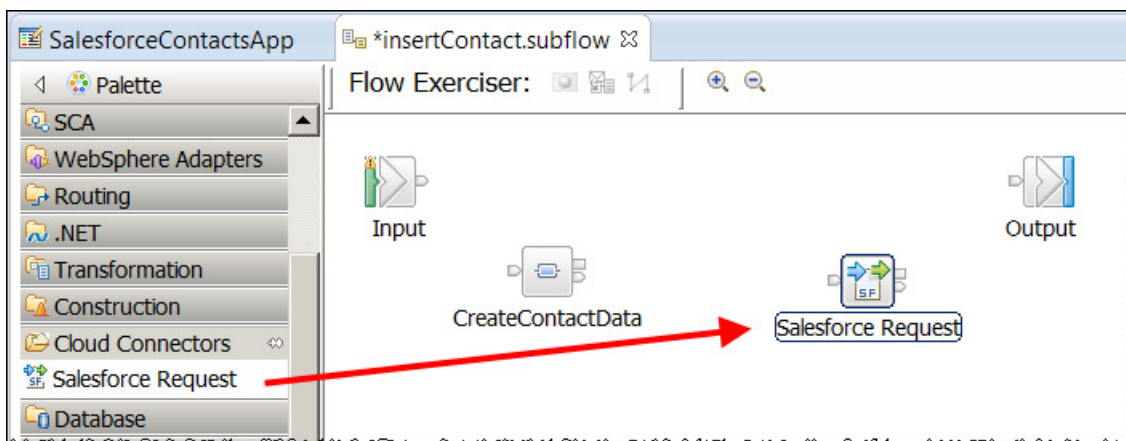 SalesforceContactsApp
*insertContact.subflow
Palette
Flow Exerciser:
SCA
WebSphere Adapters
Routing
.NET
Transformation
Construction
Cloud Connectors
Salesforce Request
Database
Input
CreateContactData
SF
Salesforce Request
Output